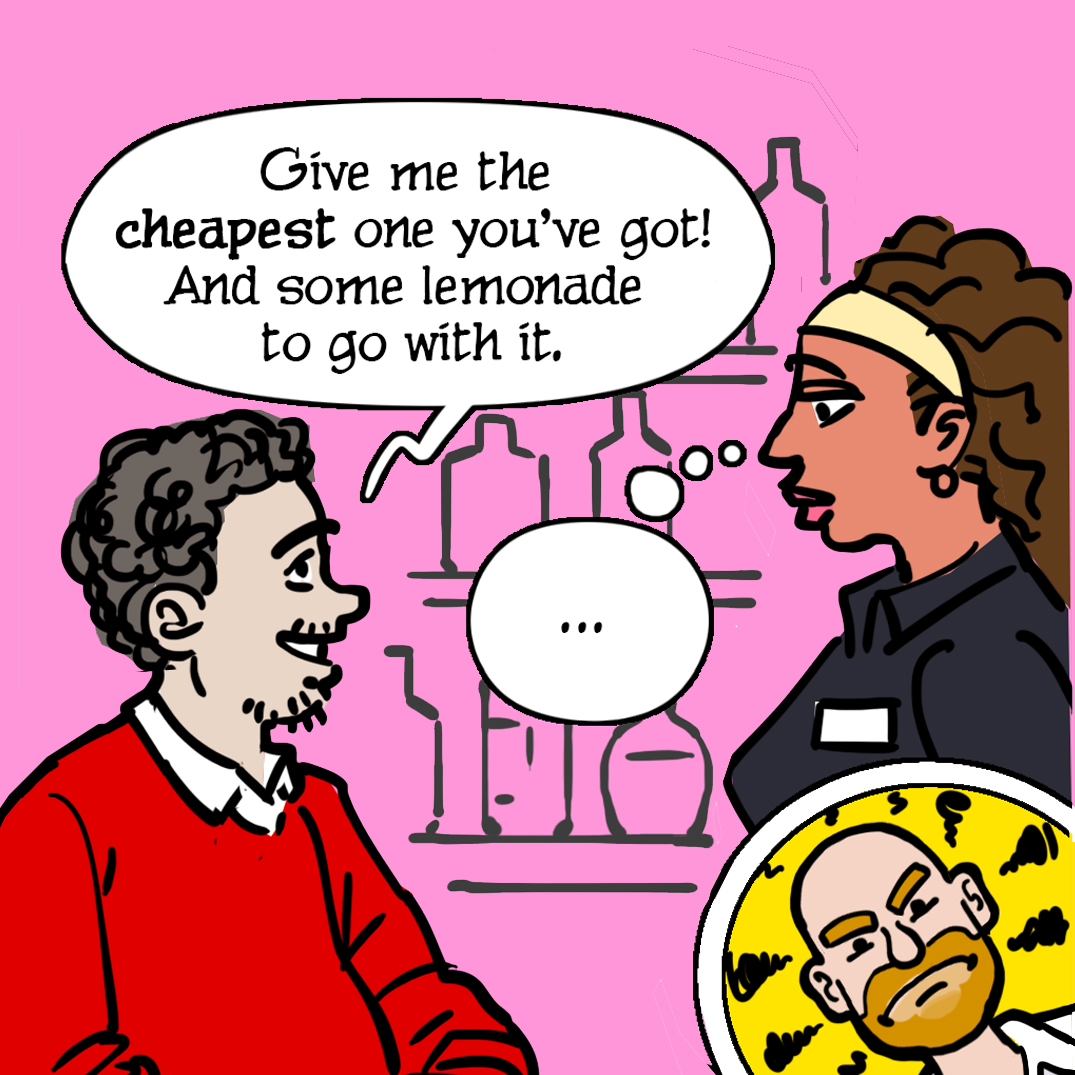 Give me the
cheapest one you've got!
And some lemonade
to go with it.
...